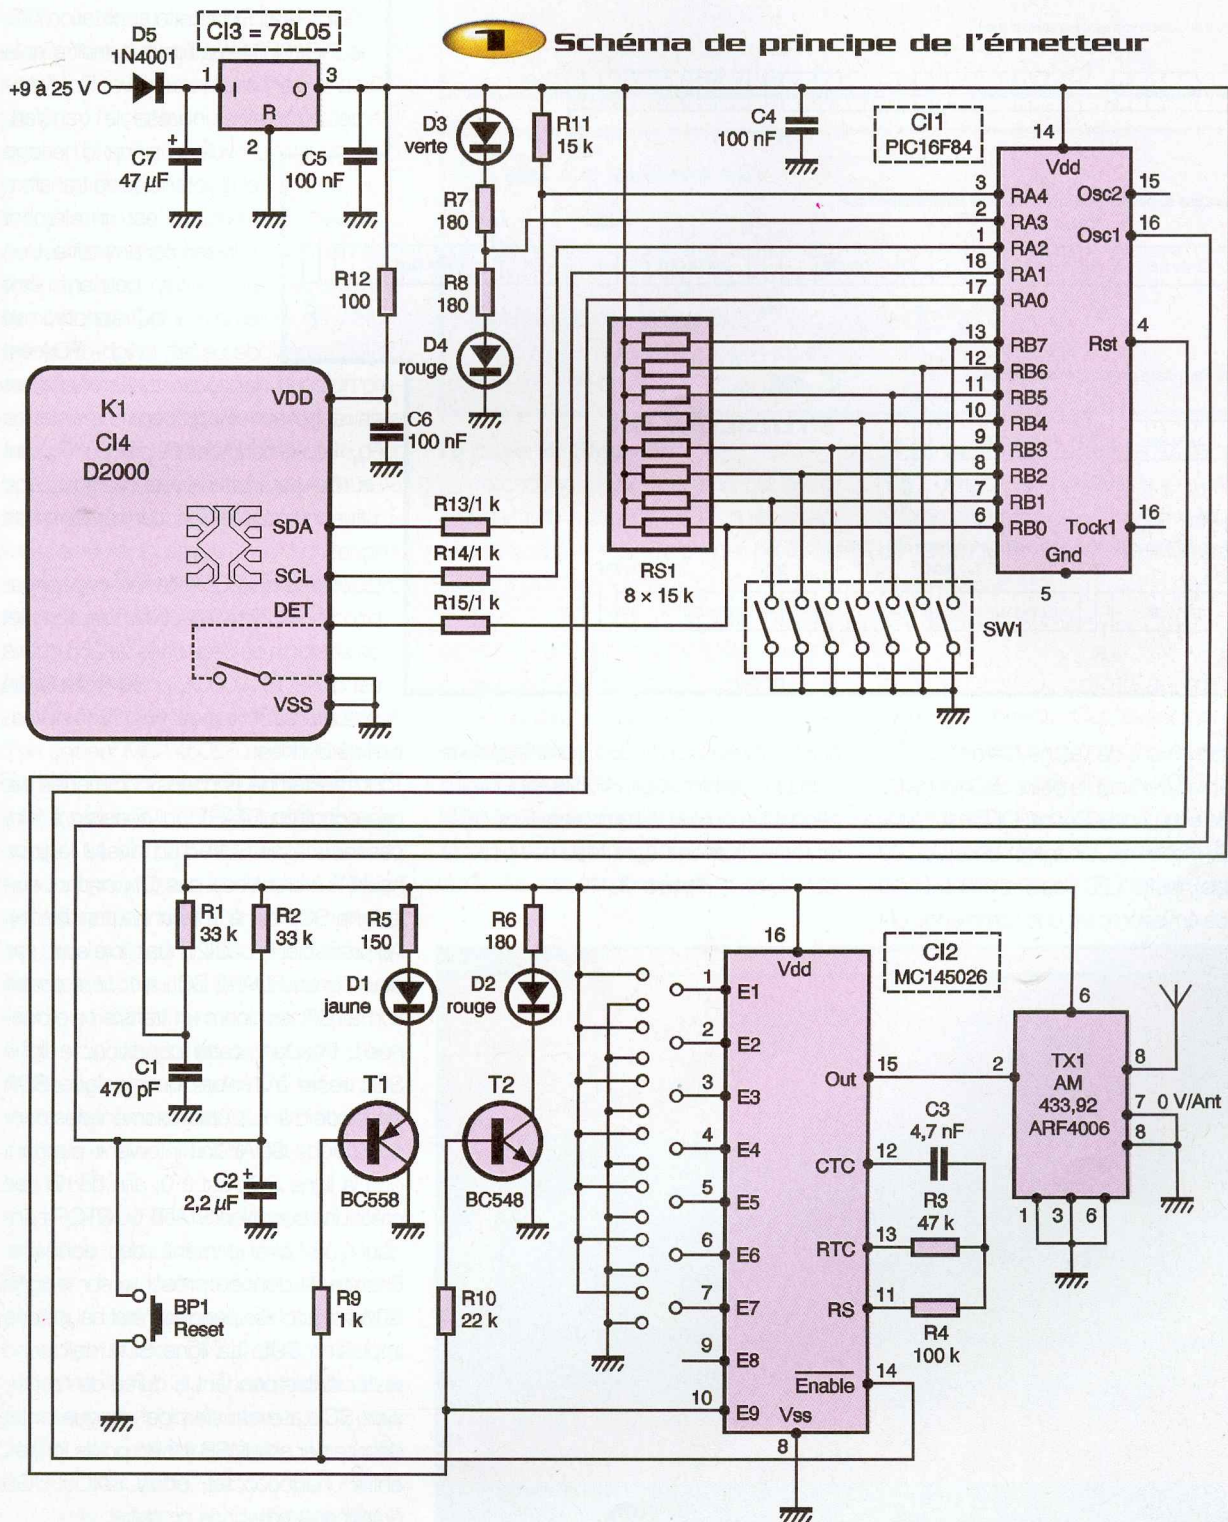 1 Schéma de principe de l'émetteur
CI3 = 78L05
D5
1N4001
+9 à 25 V
1
I
O
3
R
2
C7
+
47 µF
C5
100 nF
D3
verte
R7
180
R8
180
D4
rouge
R11
15 k
C4
100 nF
CI1
PIC16F84
14
Vdd
3
RA4
2
RA3
1
RA2
18
RA1
17
RA0
13
RB7
12
RB6
11
RB5
10
RB4
9
RB3
8
RB2
7
RB1
6
RB0
Osc2
15
Osc1
16
Rst
4
Tock1
16
Gnd
5
R12
100
C6
100 nF
K1
CI4
D2000
VDD
SDA
SCL
DET
VSS
R13/1 k
R14/1 k
R15/1 k
RS1
8 × 15 k
SW1
R1
33 k
R2
33 k
R5
150
R6
180
D1
jaune
D2
rouge
C1
470 pF
T1
BC558
T2
BC548
C2
+
2,2 µF
BP1
Reset
R9
1 k
R10
22 k
CI2
MC145026
16
Vdd
1
E1
2
E2
3
E3
4
E4
5
E5
6
E6
7
E7
9
E8
10
E9
Out
15
CTC
12
RTC
13
RS
11
Enable
14
Vss
8
C3
4,7 nF
R3
47 k
R4
100 k
6
2
TX1
AM
433,92
ARF4006
8
7
0 V/Ant
8
1
3
6